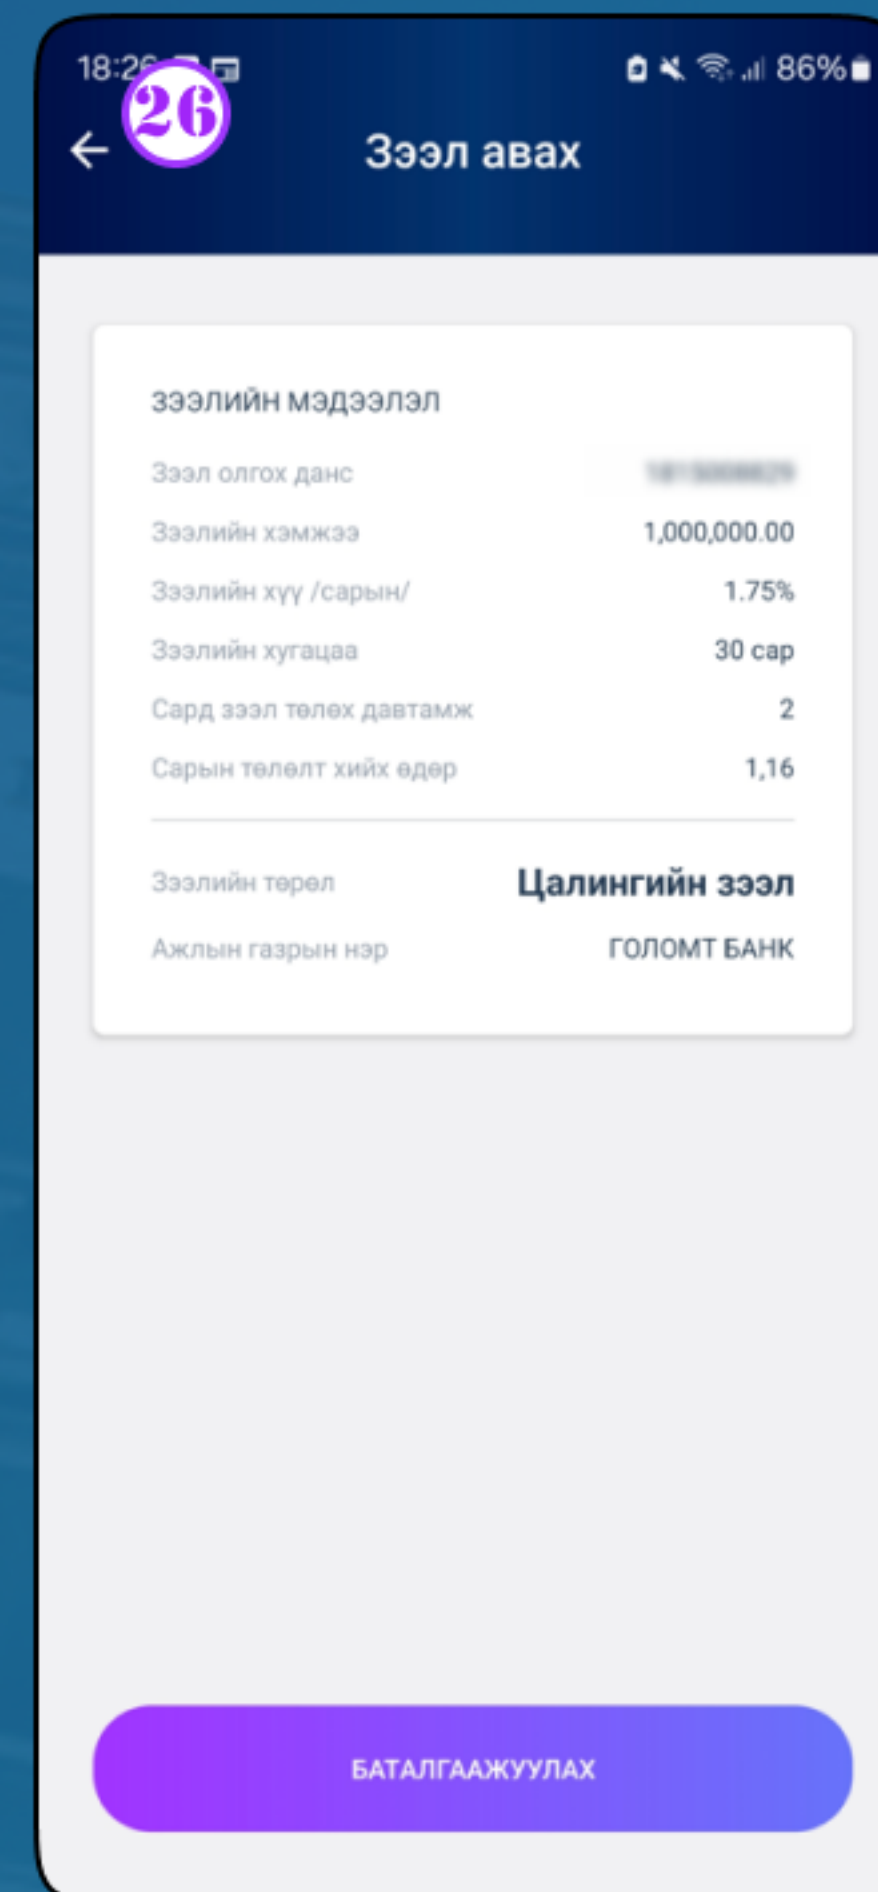 18:26
86%
26
Зээл авах
ЗЭЭЛИЙН МЭДЭЭЛЭЛ
Зээл олгох данс
Зээлийн хэмжээ 1,000,000.00
Зээлийн хүү /сарын/ 1.75%
Зээлийн хугацаа 30 сар
Сард зээл төлөх давтамж 2
Сарын төлөлт хийх өдөр 1,16
Зээлийн төрөл Цалингийн зээл
Ажлын газрын нэр ГОЛОМТ БАНК
БАТАЛГААЖУУЛАХ